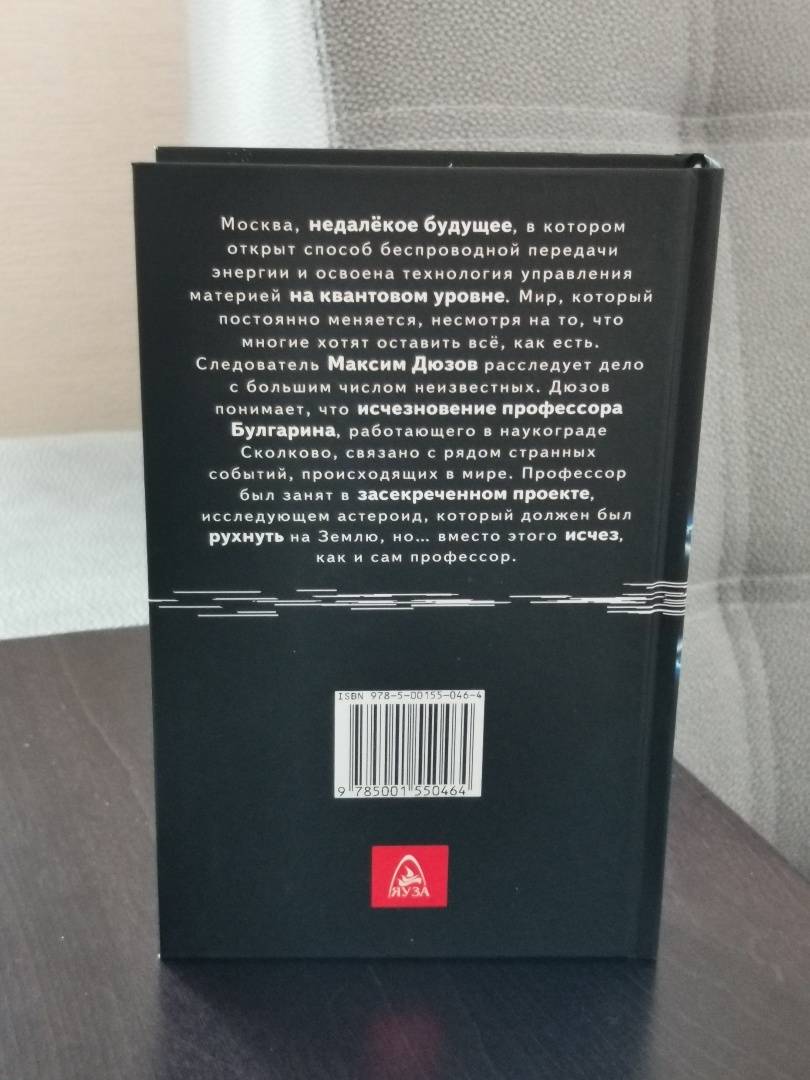 Москва, недалёкое будущее, в котором
открыт способ беспроводной передачи
энергии и освоена технология управления
материей на квантовом уровне. Мир, который
постоянно меняется, несмотря на то, что
многие хотят оставить всё, как есть.
Следователь Максим Дюзов расследует дело
с большим числом неизвестных. Дюзов
понимает, что исчезновение профессора
Булгарина, работающего в наукограде
Сколково, связано с рядом странных
событий, происходящих в мире. Профессор
был занят в засекреченном проекте,
исследующем астероид, который должен был
рухнуть на Землю, но... вместо этого исчез,
как и сам профессор.
ISBN 978-5-00155-046-4
9 785001 550464
ЯУЗА